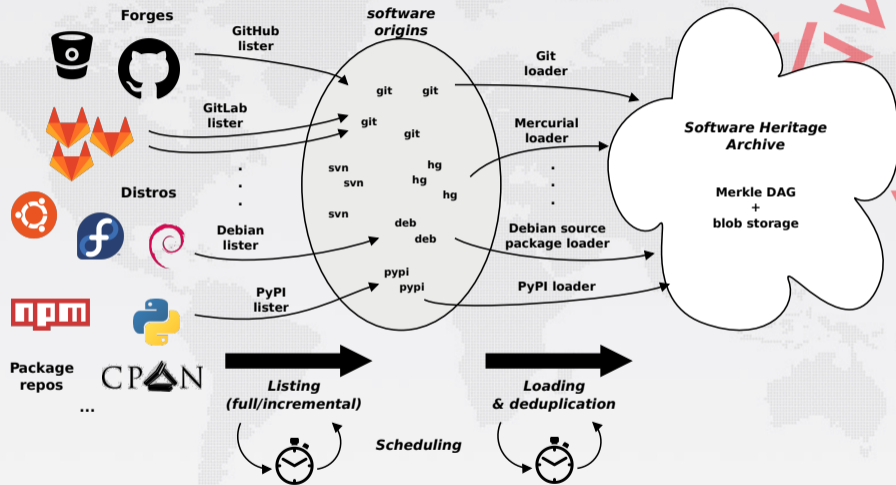 Forges
GitHub
lister
GitLab
lister
Distros
Debian
lister
PyPI
lister
npm
Package
repos
CPAN
...
software
origins
git
git
git
git
svn
svn
svn
hg
hg
hg
deb
deb
pypi
pypi
Git
loader
Mercurial
loader
Debian source
package loader
PyPI loader
Software Heritage
Archive
Merkle DAG
+
blob storage
Listing
(full/incremental)
Scheduling
Loading
& deduplication